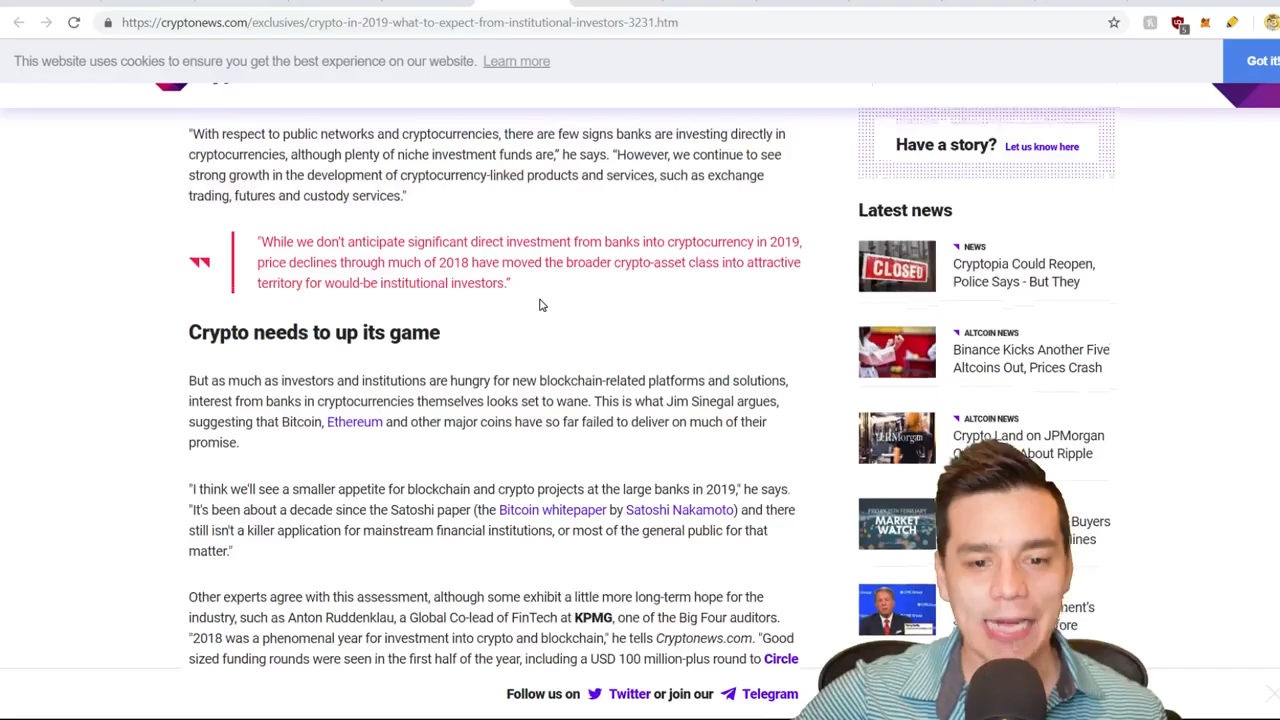 https://cryptonews.com/exclusives/crypto-in-2019-what-to-expect-from-institutional-investors-3231.htm
5
This website uses cookies to ensure you get the best experience on our website. Learn more
Got it!
"With respect to public networks and cryptocurrencies, there are few signs banks are investing directly in
cryptocurrencies, although plenty of niche investment funds are," he says. "However, we continue to see
strong growth in the development of cryptocurrency-linked products and services, such as exchange
trading, futures and custody services."
"While we don't anticipate significant direct investment from banks into cryptocurrency in 2019,
price declines through much of 2018 have moved the broader crypto-asset class into attractive
territory for would-be institutional investors."
Crypto needs to up its game
But as much as investors and institutions are hungry for new blockchain-related platforms and solutions,
interest from banks in cryptocurrencies themselves looks set to wane. This is what Jim Sinegal argues,
suggesting that Bitcoin, Ethereum and other major coins have so far failed to deliver on much of their
promise.
"I think we'll see a smaller appetite for blockchain and crypto projects at the large banks in 2019," he says.
"It's been about a decade since the Satoshi paper (the Bitcoin whitepaper by Satoshi Nakamoto) and there
still isn't a killer application for mainstream financial institutions, or most of the general public for that
matter."
Other experts agree with this assessment, although some exhibit a little more long-term hope for the
industry, such as Anton Ruddenklau, a Global Co-lead of FinTech at KPMG, one of the Big Four auditors.
"2018 was a phenomenal year for investment into crypto and blockchain," he tells Cryptonews.com. "Good
sized funding rounds were seen in the first half of the year, including a USD 100 million-plus round to Circle
Have a story? Let us know here
Latest news
CLOSED
NEWS
Cryptopia Could Reopen,
Police Says - But They
ALTCOIN NEWS
Binance Kicks Another Five
Altcoins Out, Prices Crash
J.P.Morgan
ALTCOIN NEWS
Crypto Land on JPMorgan
About Ripple
MARKET
WATCH
Buyers
Follow us on Twitter or join our Telegram